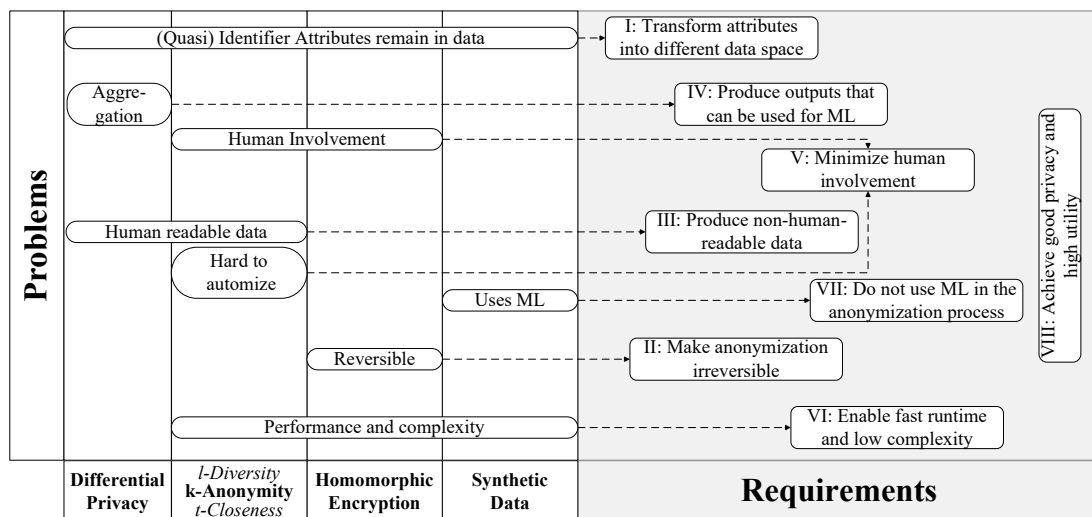 Problems
(Quasi) Identifier Attributes remain in data
I: Transform attributes
into different data space
Aggre-
gation
IV: Produce outputs that
can be used for ML
Human Involvement
V: Minimize human
involvement
Human readable data
III: Produce non-human-
readable data
Hard to
automize
Uses ML
VII: Do not use ML in the
anonymization process
Reversible
II: Make anonymization
irreversible
Performance and complexity
VI: Enable fast runtime
and low complexity
VIII: Achieve good privacy and
high utility
Differential
Privacy
l-Diversity
k-Anonymity
t-Closeness
Homomorphic
Encryption
Synthetic
Data
Requirements